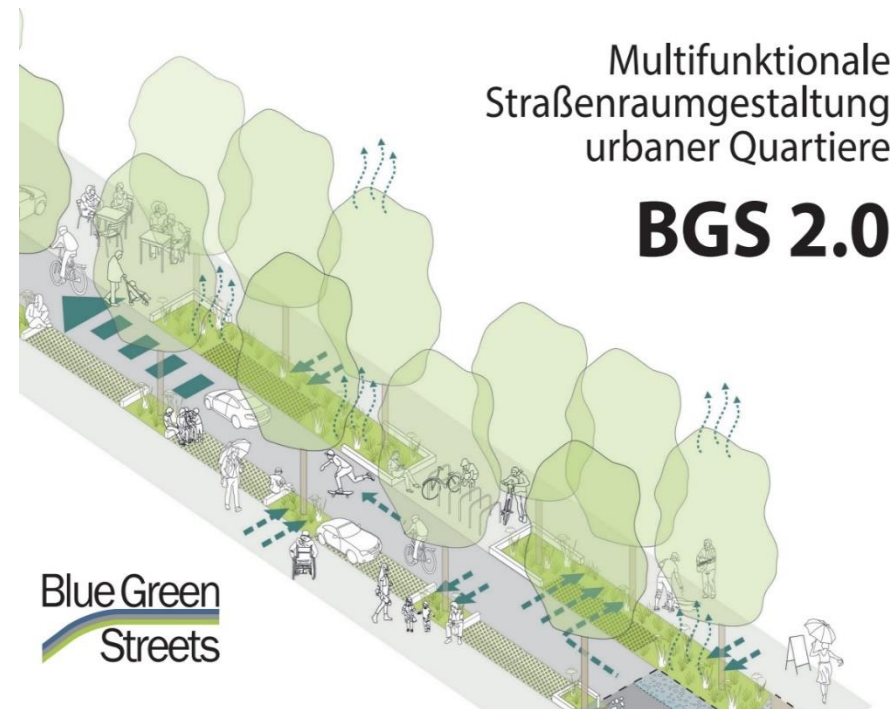 Multifunktionale
Straßenraumgestaltung
urbaner Quartiere
BGS 2.0
Blue Green
Streets